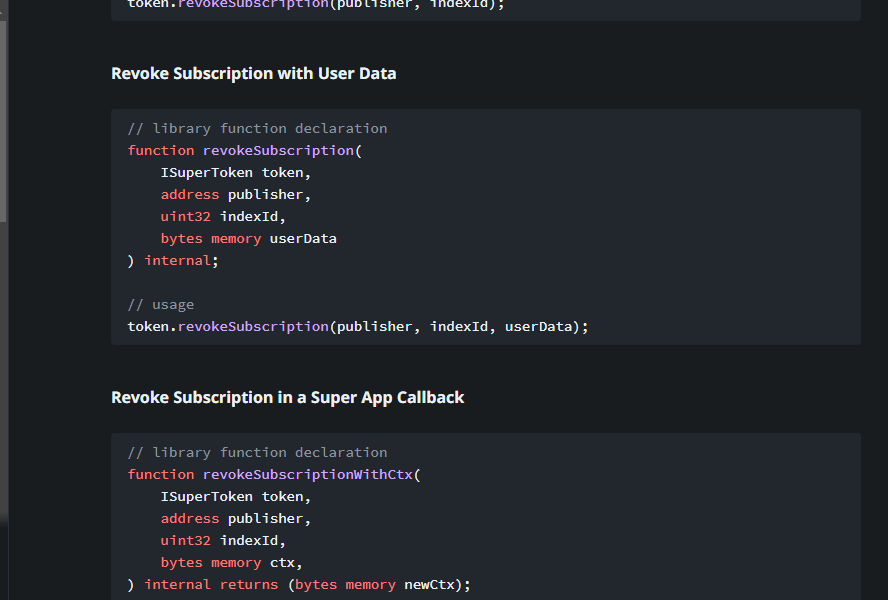 token.revokeSubscription(publisher, indexId);
Revoke Subscription with User Data
// library function declaration
function revokeSubscription(
    ISuperToken token,
    address publisher,
    uint32 indexId,
    bytes memory userData
) internal;
// usage
token.revokeSubscription(publisher, indexId, userData);
Revoke Subscription in a Super App Callback
// library function declaration
function revokeSubscriptionWithCtx(
    ISuperToken token,
    address publisher,
    uint32 indexId,
    bytes memory ctx,
) internal returns (bytes memory newCtx);